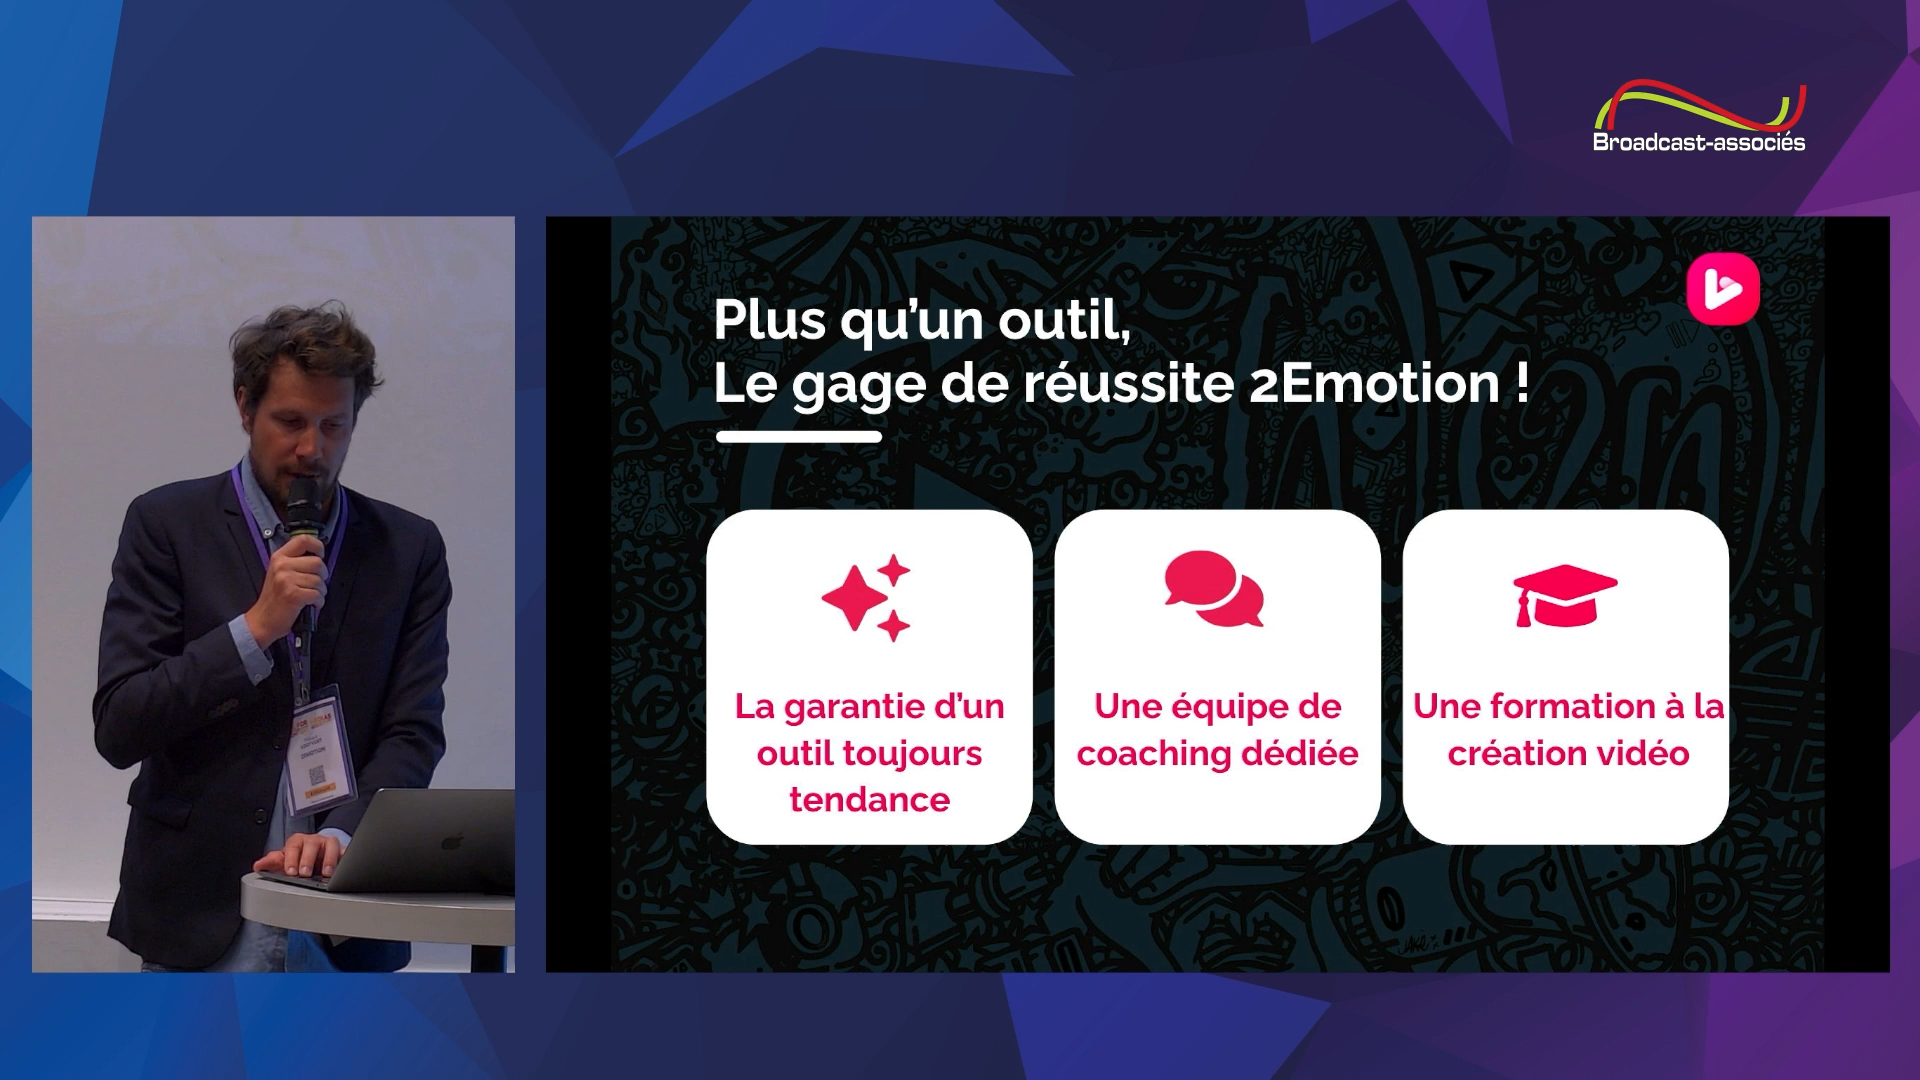 Broadcast-associés
Plus qu’un outil,
Le gage de réussite 2Emotion !
La garantie d’un
outil toujours
tendance
Une équipe de
coaching dédiée
Une formation à la
création vidéo
2EMOTION